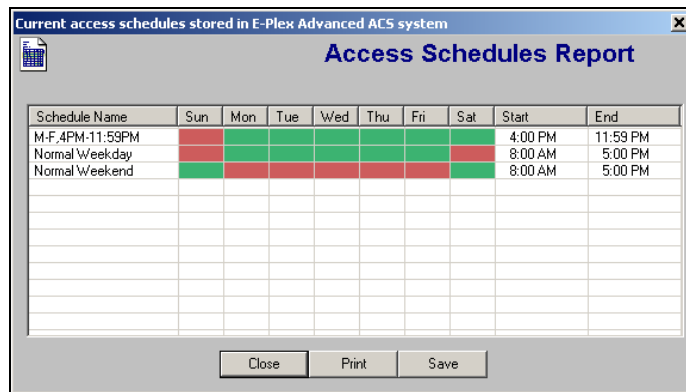 Current access schedules stored in E-Plex Advanced ACS system
Access Schedules Report
Schedule Name Sun Mon Tue Wed Thu Fri Sat Start End
M-F,4PM-11:59PM 4:00 PM 11:59 PM
Normal Weekday 8:00 AM 5:00 PM
Normal Weekend 8:00 AM 5:00 PM
Close Print Save